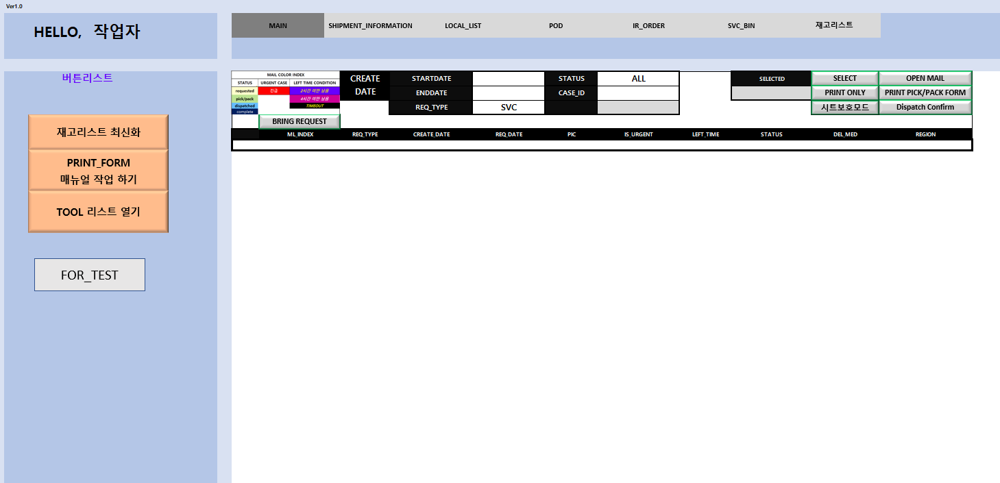 Ver1.0
HELLO, 작업자
MAIN SHIPMENT_INFORMATION LOCAL_LIST POD IR_ORDER SVC_BIN 재고리스트
버튼리스트
재고리스트 최신화
PRINT_FORM
매뉴얼 작업 하기
TOOL 리스트 열기
FOR_TEST
MAIL COLOR INDEX
STATUS URGENT CASE LEFT TIME CONDITION
requested 긴급 2시간 미만 남음
pick/pack 4시간 미만 남음
dispatched TIMEOUT
complete
BRING REQUEST
CREATE
DATE
STARTDATE STATUS ALL
ENDDATE CASE_ID
REQ_TYPE SVC
SELECTED SELECT OPEN MAIL
PRINT ONLY PRINT PICK/PACK FORM
시트보호모드 Dispatch Confirm
ML_INDEX REQ_TYPE CREATE_DATE REQ_DATE PIC IS_URGENT LEFT_TIME STATUS DEL_MED REGION